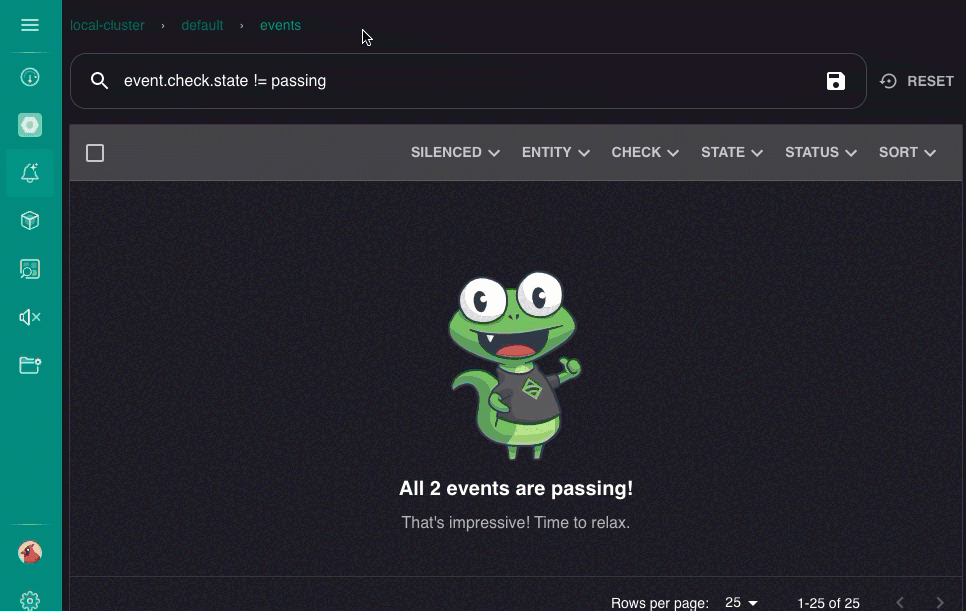 local-cluster › default › events
event.check.state != passing
RESET
SILENCED ENTITY CHECK STATE STATUS SORT
All 2 events are passing!
That's impressive! Time to relax.
Rows per page: 25 1-25 of 25